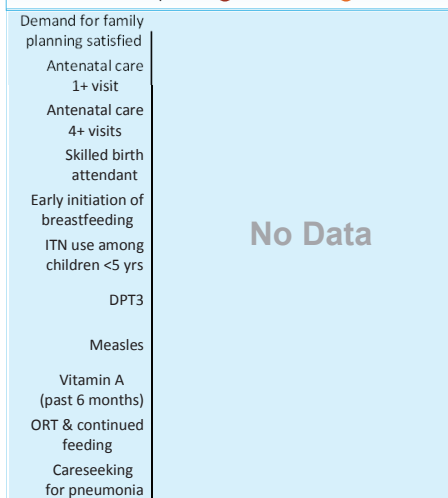 Demand for family
planning satisfied
Antenatal care
1+ visit
Antenatal care
4+ visits
Skilled birth
attendant
Early initiation of
breastfeeding
ITN use among
children <5 yrs
DPT3
Measles
Vitamin A
(past 6 months)
ORT & continued
feeding
Careseeking
for pneumonia
No Data